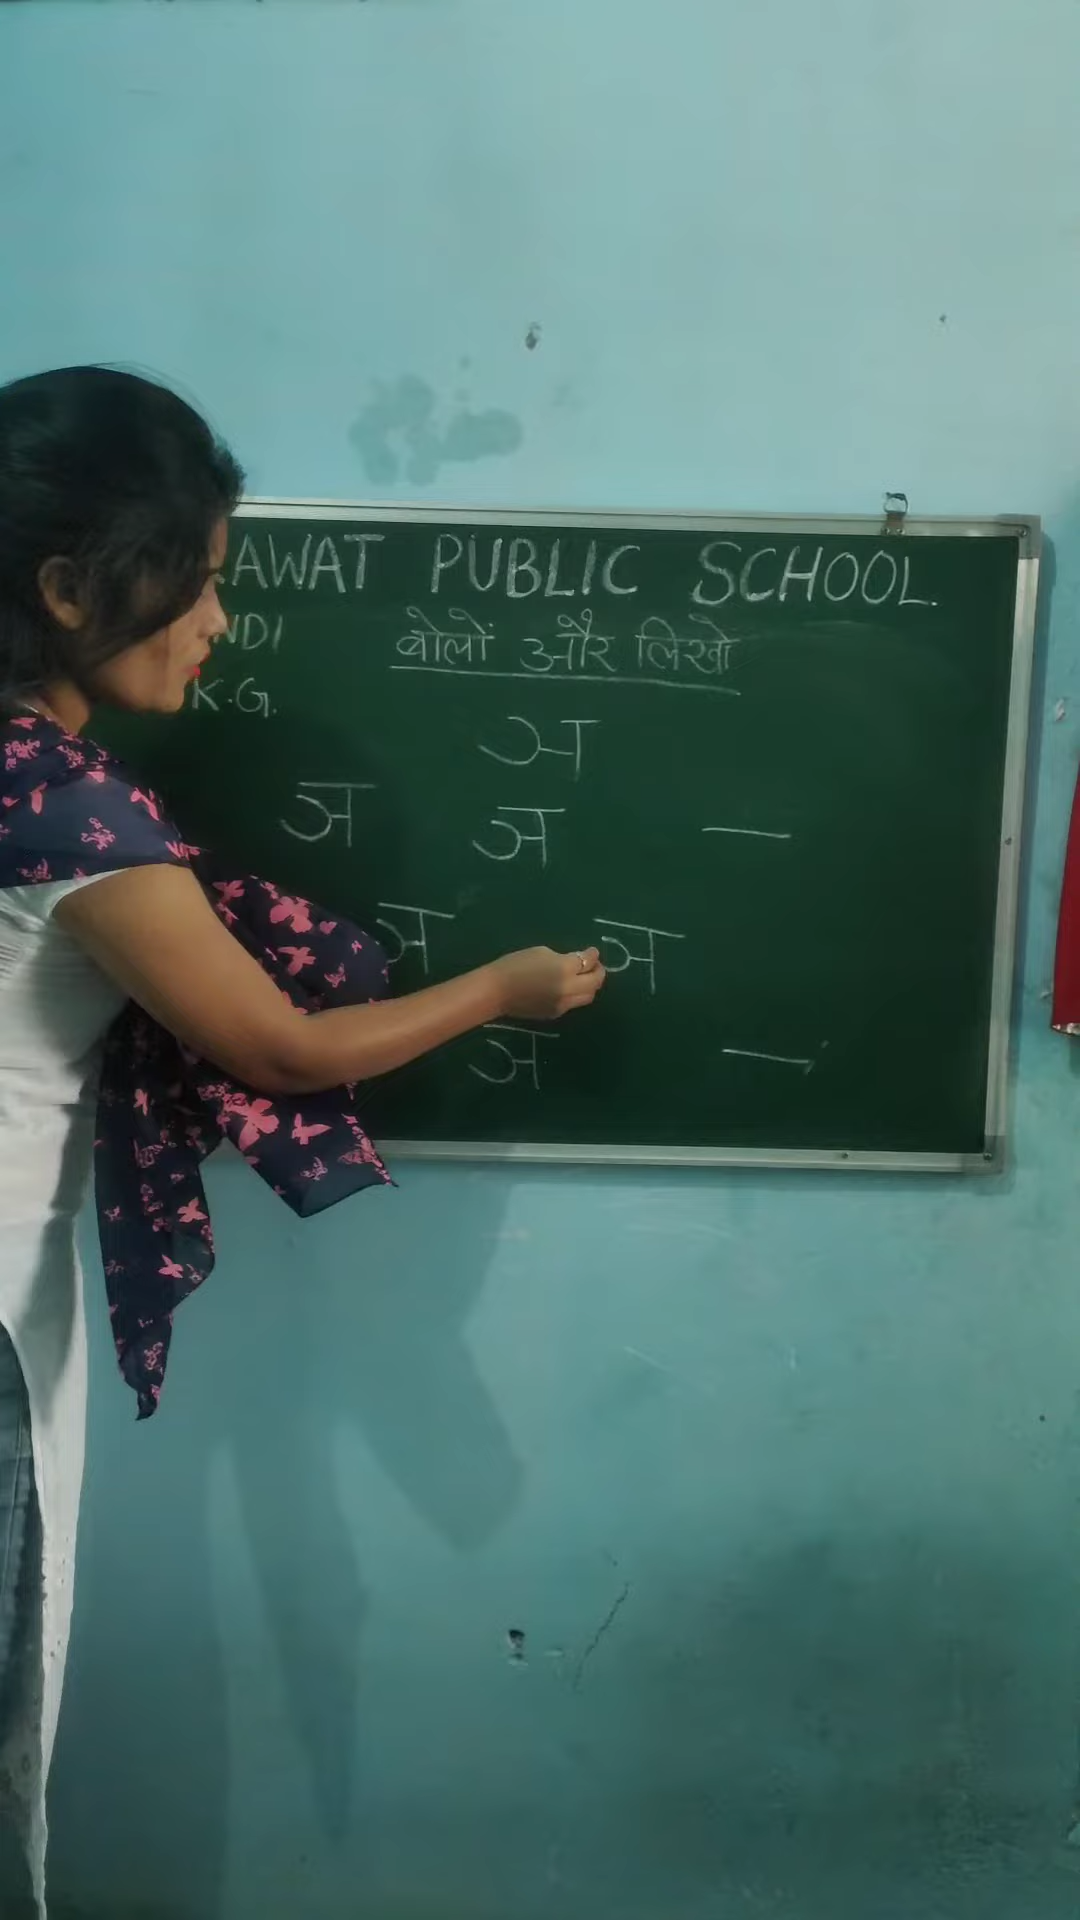 AWAT PUBLIC SCHOOL.
NDI बोलों और लिखो
K.G.
ञ
ञ ञ —
ञ ञ
ञ —